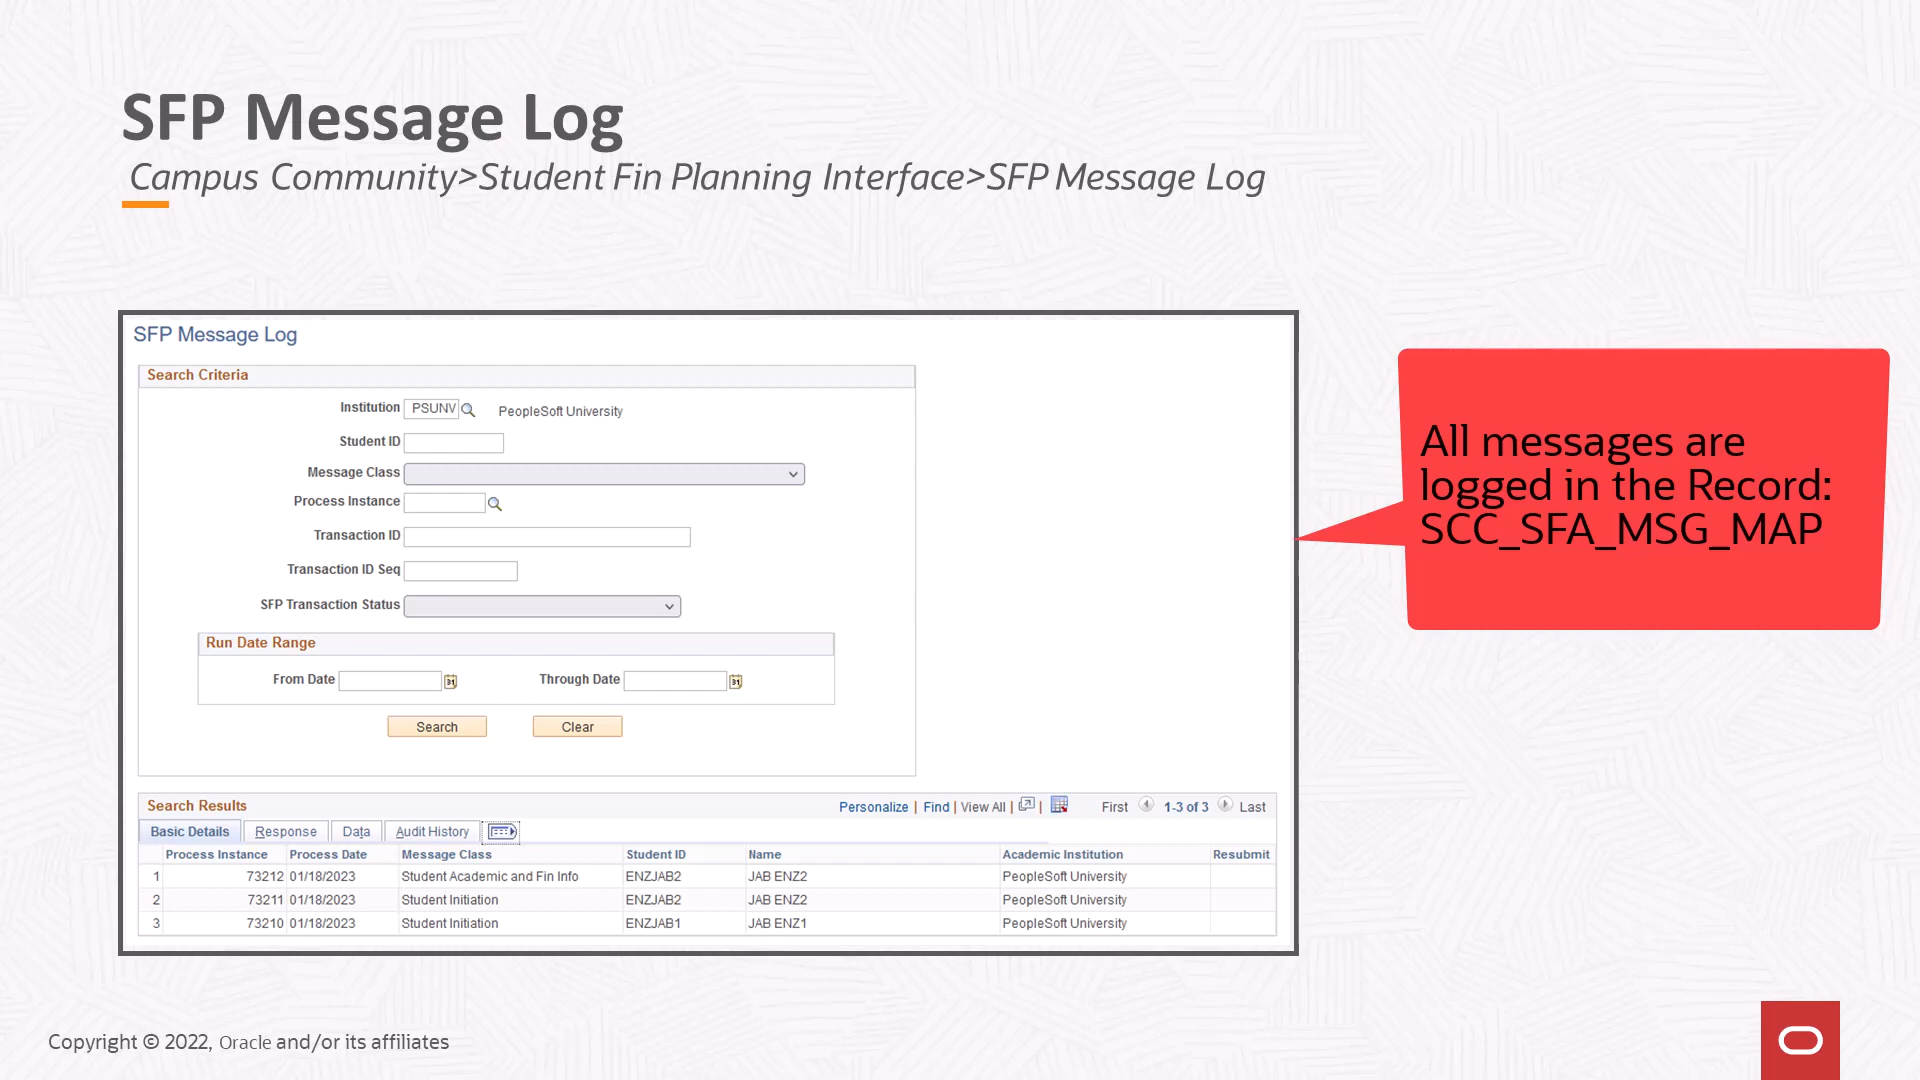 SFP Message Log
Campus Community>Student Fin Planning Interface>SFP Message Log
SFP Message Log
Search Criteria
Institution PSUNV PeopleSoft University
Student ID
Message Class
Process Instance
Transaction ID
Transaction ID Seq
SFP Transaction Status
Run Date Range
From Date 31 Through Date 31
Search Clear
All messages are
logged in the Record:
SCC_SFA_MSG_MAP
Search Results Personalize | Find | View All | | First 1-3 of 3 Last
Basic Details Response Data Audit History
Process Instance Process Date Message Class Student ID Name Academic Institution Resubmit
1 73212 01/18/2023 Student Academic and Fin Info ENZJAB2 JAB ENZ2 PeopleSoft University
2 73211 01/18/2023 Student Initiation ENZJAB2 JAB ENZ2 PeopleSoft University
3 73210 01/18/2023 Student Initiation ENZJAB1 JAB ENZ1 PeopleSoft University
Copyright © 2022, Oracle and/or its affiliates